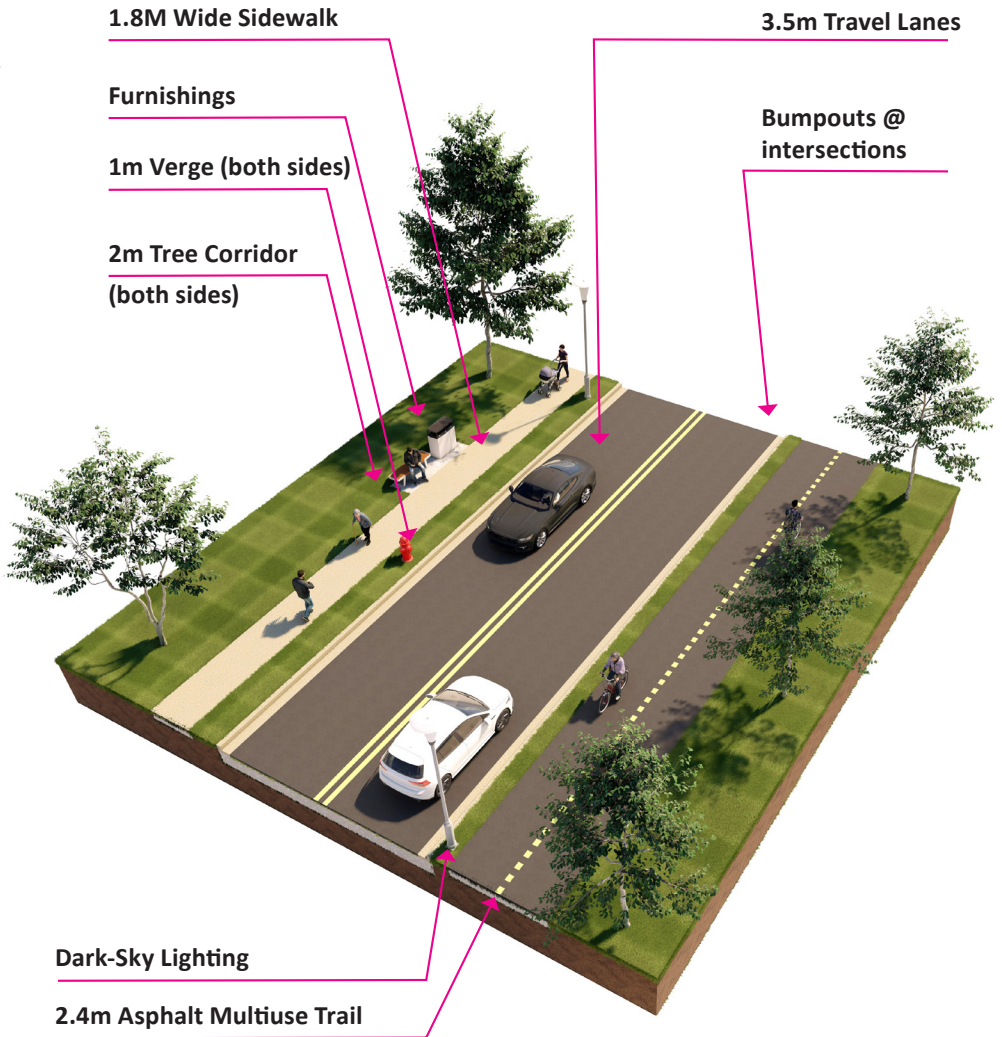 1.8M Wide Sidewalk
3.5m Travel Lanes
Furnishings
Bumpouts @
intersections
1m Verge (both sides)
2m Tree Corridor
(both sides)
Dark-Sky Lighting
2.4m Asphalt Multiuse Trail